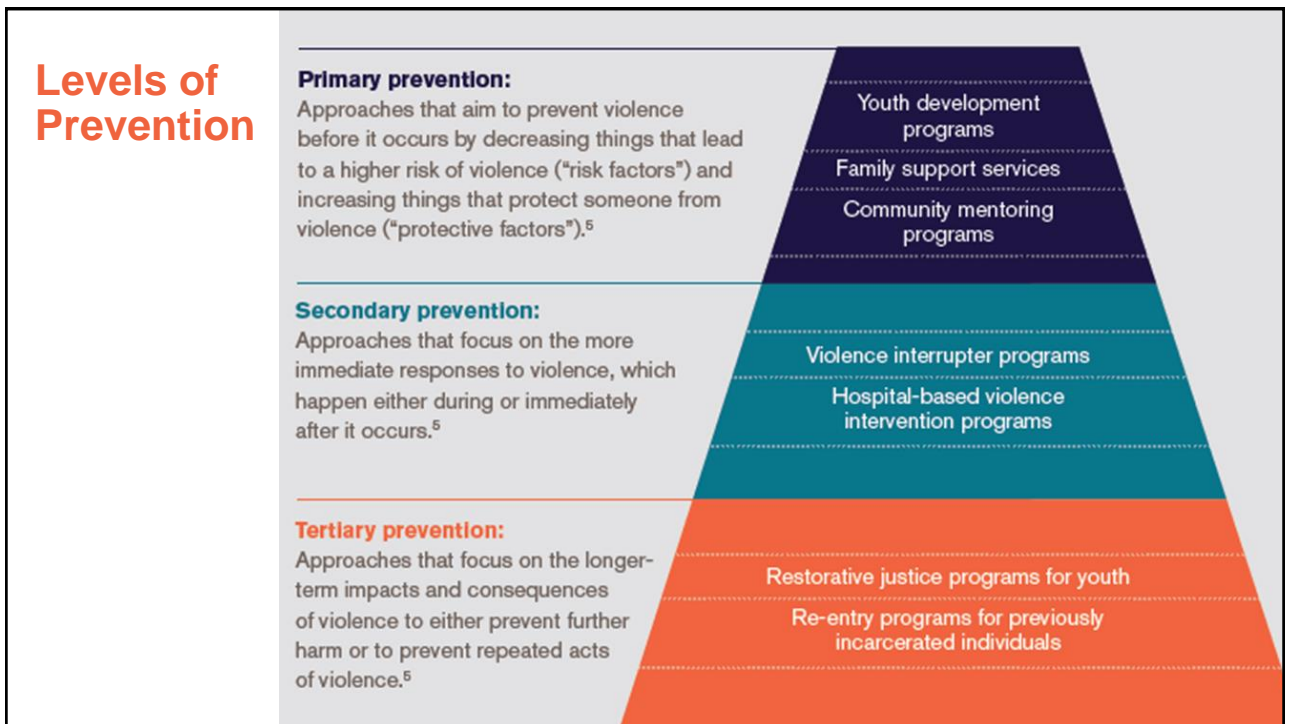 Levels of
Prevention
Primary prevention:
Approaches that aim to prevent violence
before it occurs by decreasing things that lead
to a higher risk of violence (“risk factors”) and
increasing things that protect someone from
violence (“protective factors”).⁵
Youth development
programs
Family support services
Community mentoring
programs
Secondary prevention:
Approaches that focus on the more
immediate responses to violence, which
happen either during or immediately
after it occurs.⁵
Violence interrupter programs
Hospital-based violence
intervention programs
Tertiary prevention:
Approaches that focus on the longer-
term impacts and consequences
of violence to either prevent further
harm or to prevent repeated acts
of violence.⁵
Restorative justice programs for youth
Re-entry programs for previously
incarcerated individuals